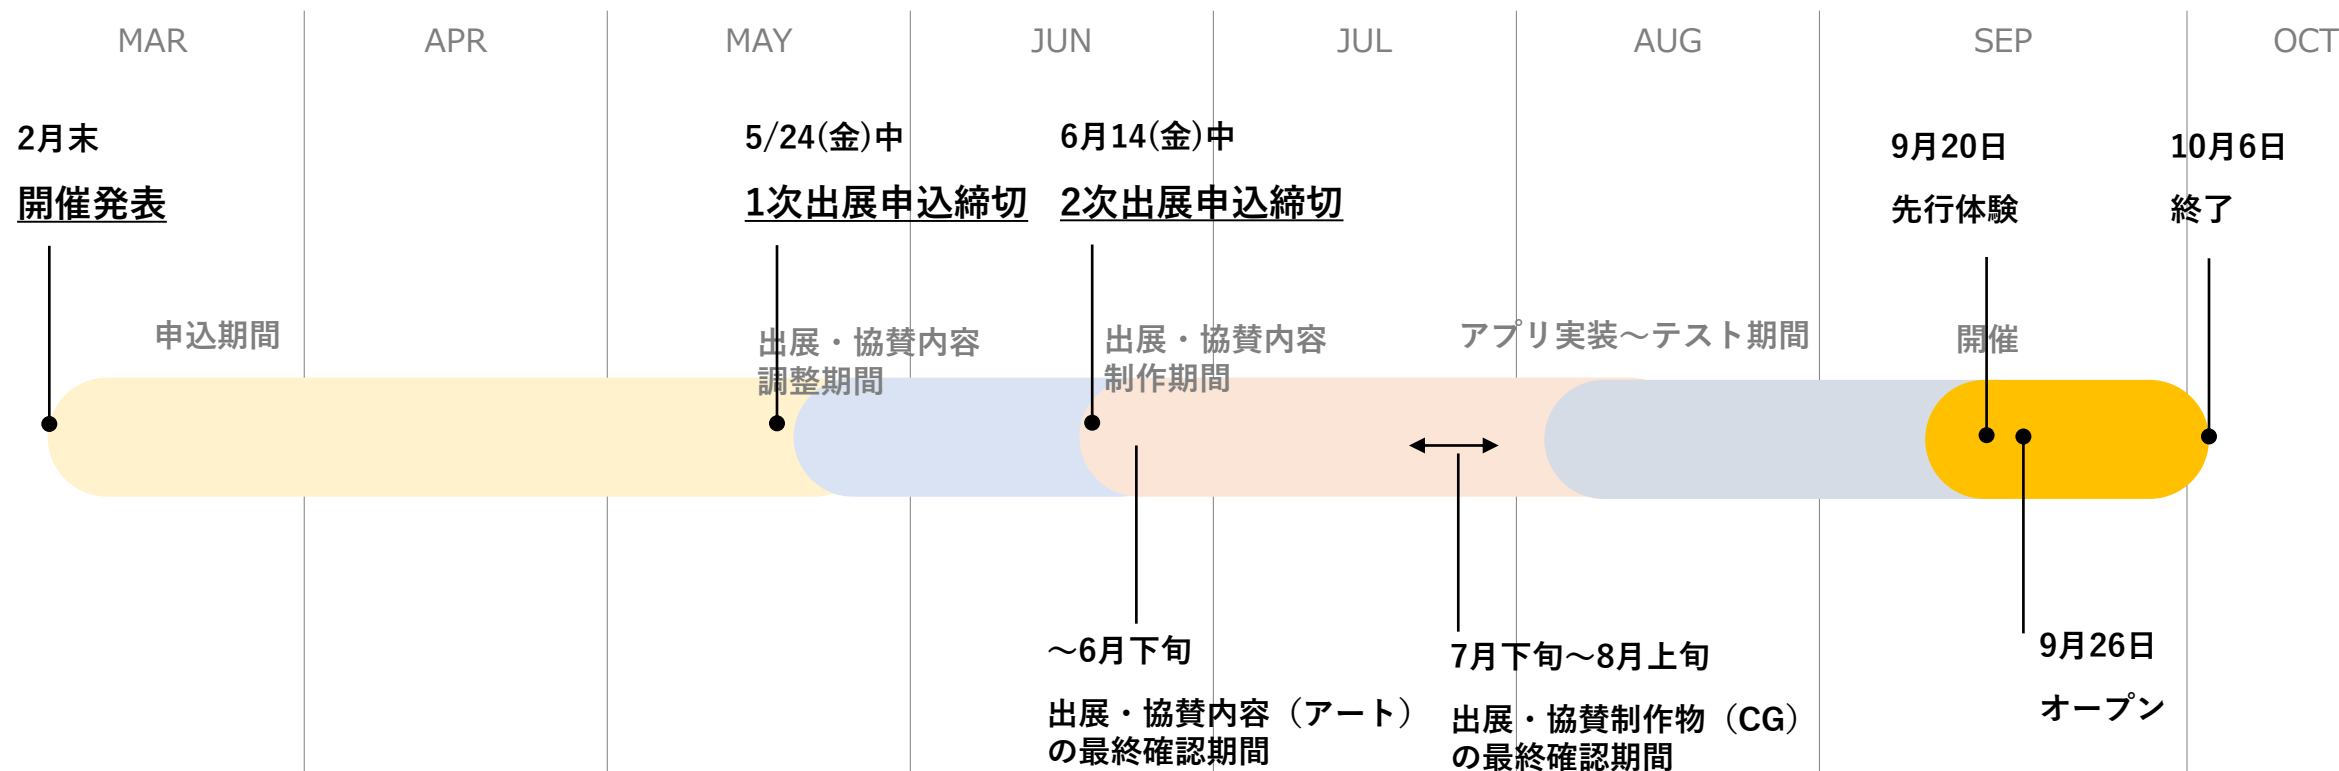 MAR
APR
MAY
JUN
JUL
AUG
SEP
OCT
2月末
開催発表
5/24(金)中
1次出展申込締切
6月14(金)中
2次出展申込締切
9月20日
先行体験
10月6日
終了
申込期間
出展・協賛内容
調整期間
出展・協賛内容
制作期間
アプリ実装～テスト期間
開催
～6月下旬
出展・協賛内容（アート）
の最終確認期間
7月下旬～8月上旬
出展・協賛制作物（CG）
の最終確認期間
9月26日
オープン